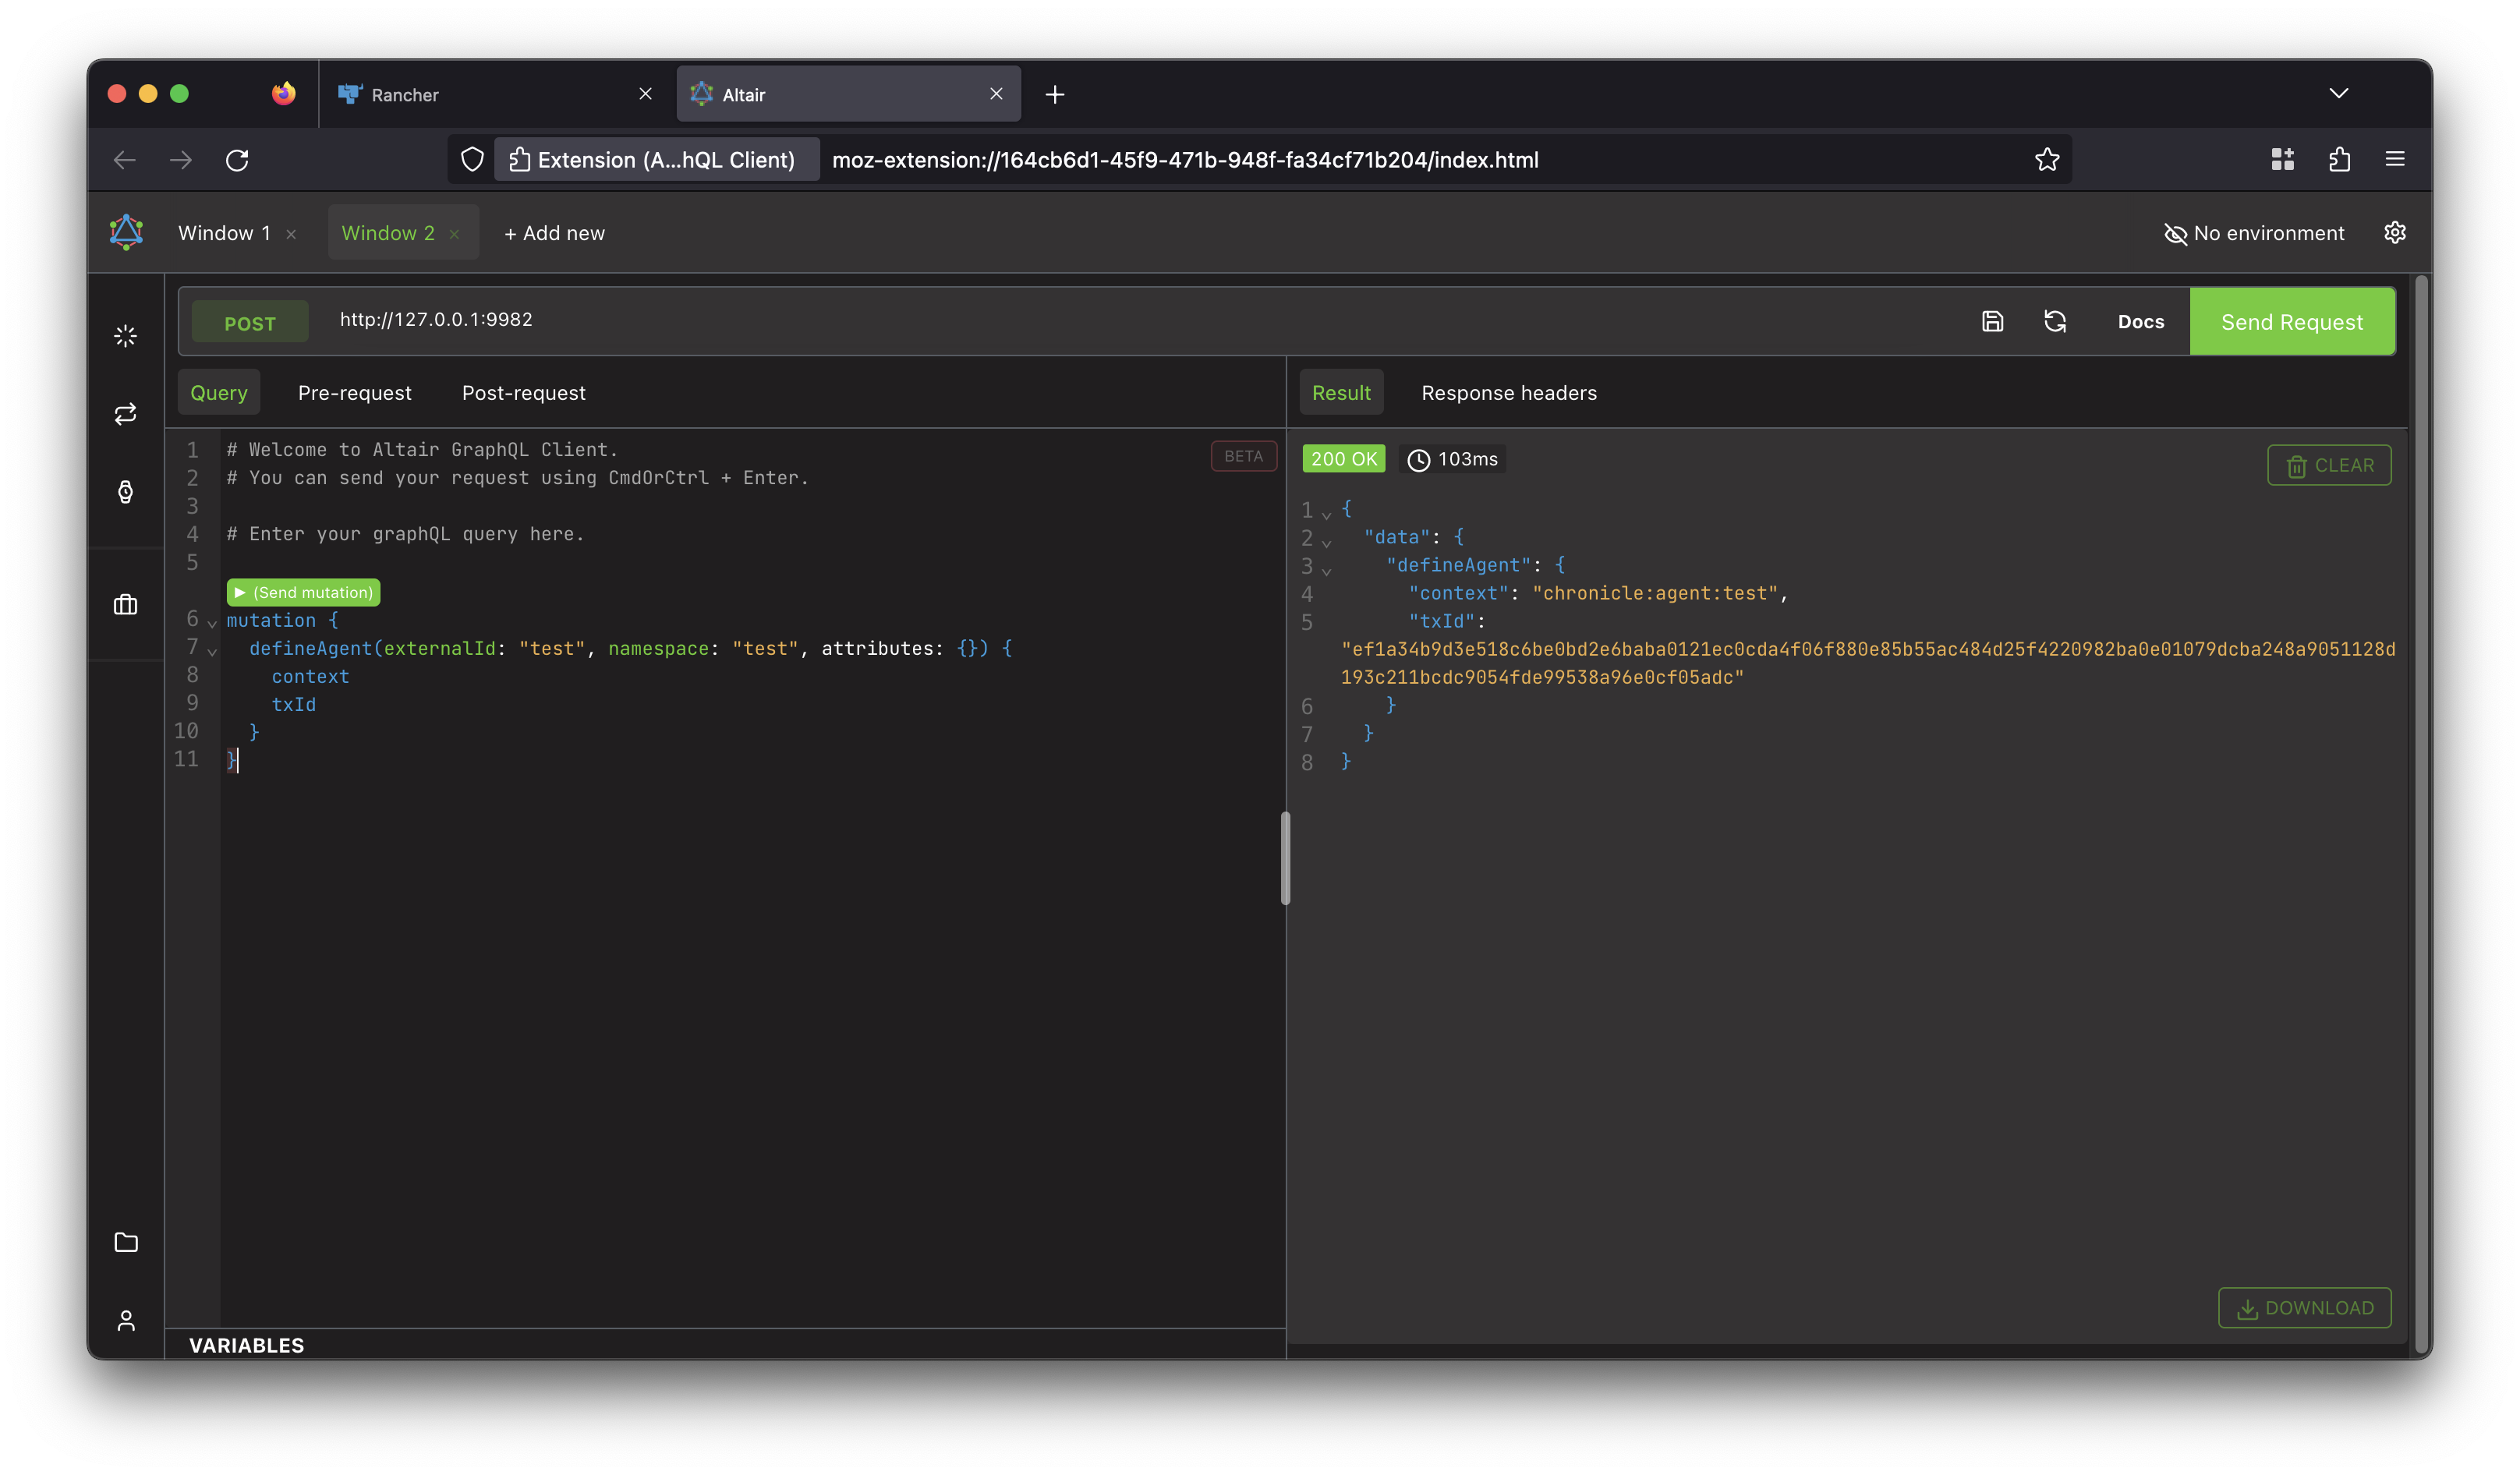 Rancher
Altair
Extension (A...hQL Client)
moz-extension://164cb6d1-45f9-471b-948f-fa34cf71b204/index.html
Window 1
Window 2
+ Add new
No environment
POST
http://127.0.0.1:9982
Docs
Send Request
Query
Pre-request
Post-request
Result
Response headers
1 # Welcome to Altair GraphQL Client.
2 # You can send your request using CmdOrCtrl + Enter.
3
4 # Enter your graphQL query here.
5
(Send mutation)
6 mutation {
7 defineAgent(externalId: "test", namespace: "test", attributes: {}) {
8 context
9 txId
10 }
11 }
BETA
VARIABLES
200 OK
103ms
CLEAR
1 {
2 "data": {
3 "defineAgent": {
4 "context": "chronicle:agent:test",
5 "txId":
"ef1a34b9d3e518c6be0bd2e6baba0121ec0cda4f06f880e85b55ac484d25f4220982ba0e01079dcba248a9051128d
193c211bcdc9054fde99538a96e0cf05adc"
6 }
7 }
8 }
DOWNLOAD